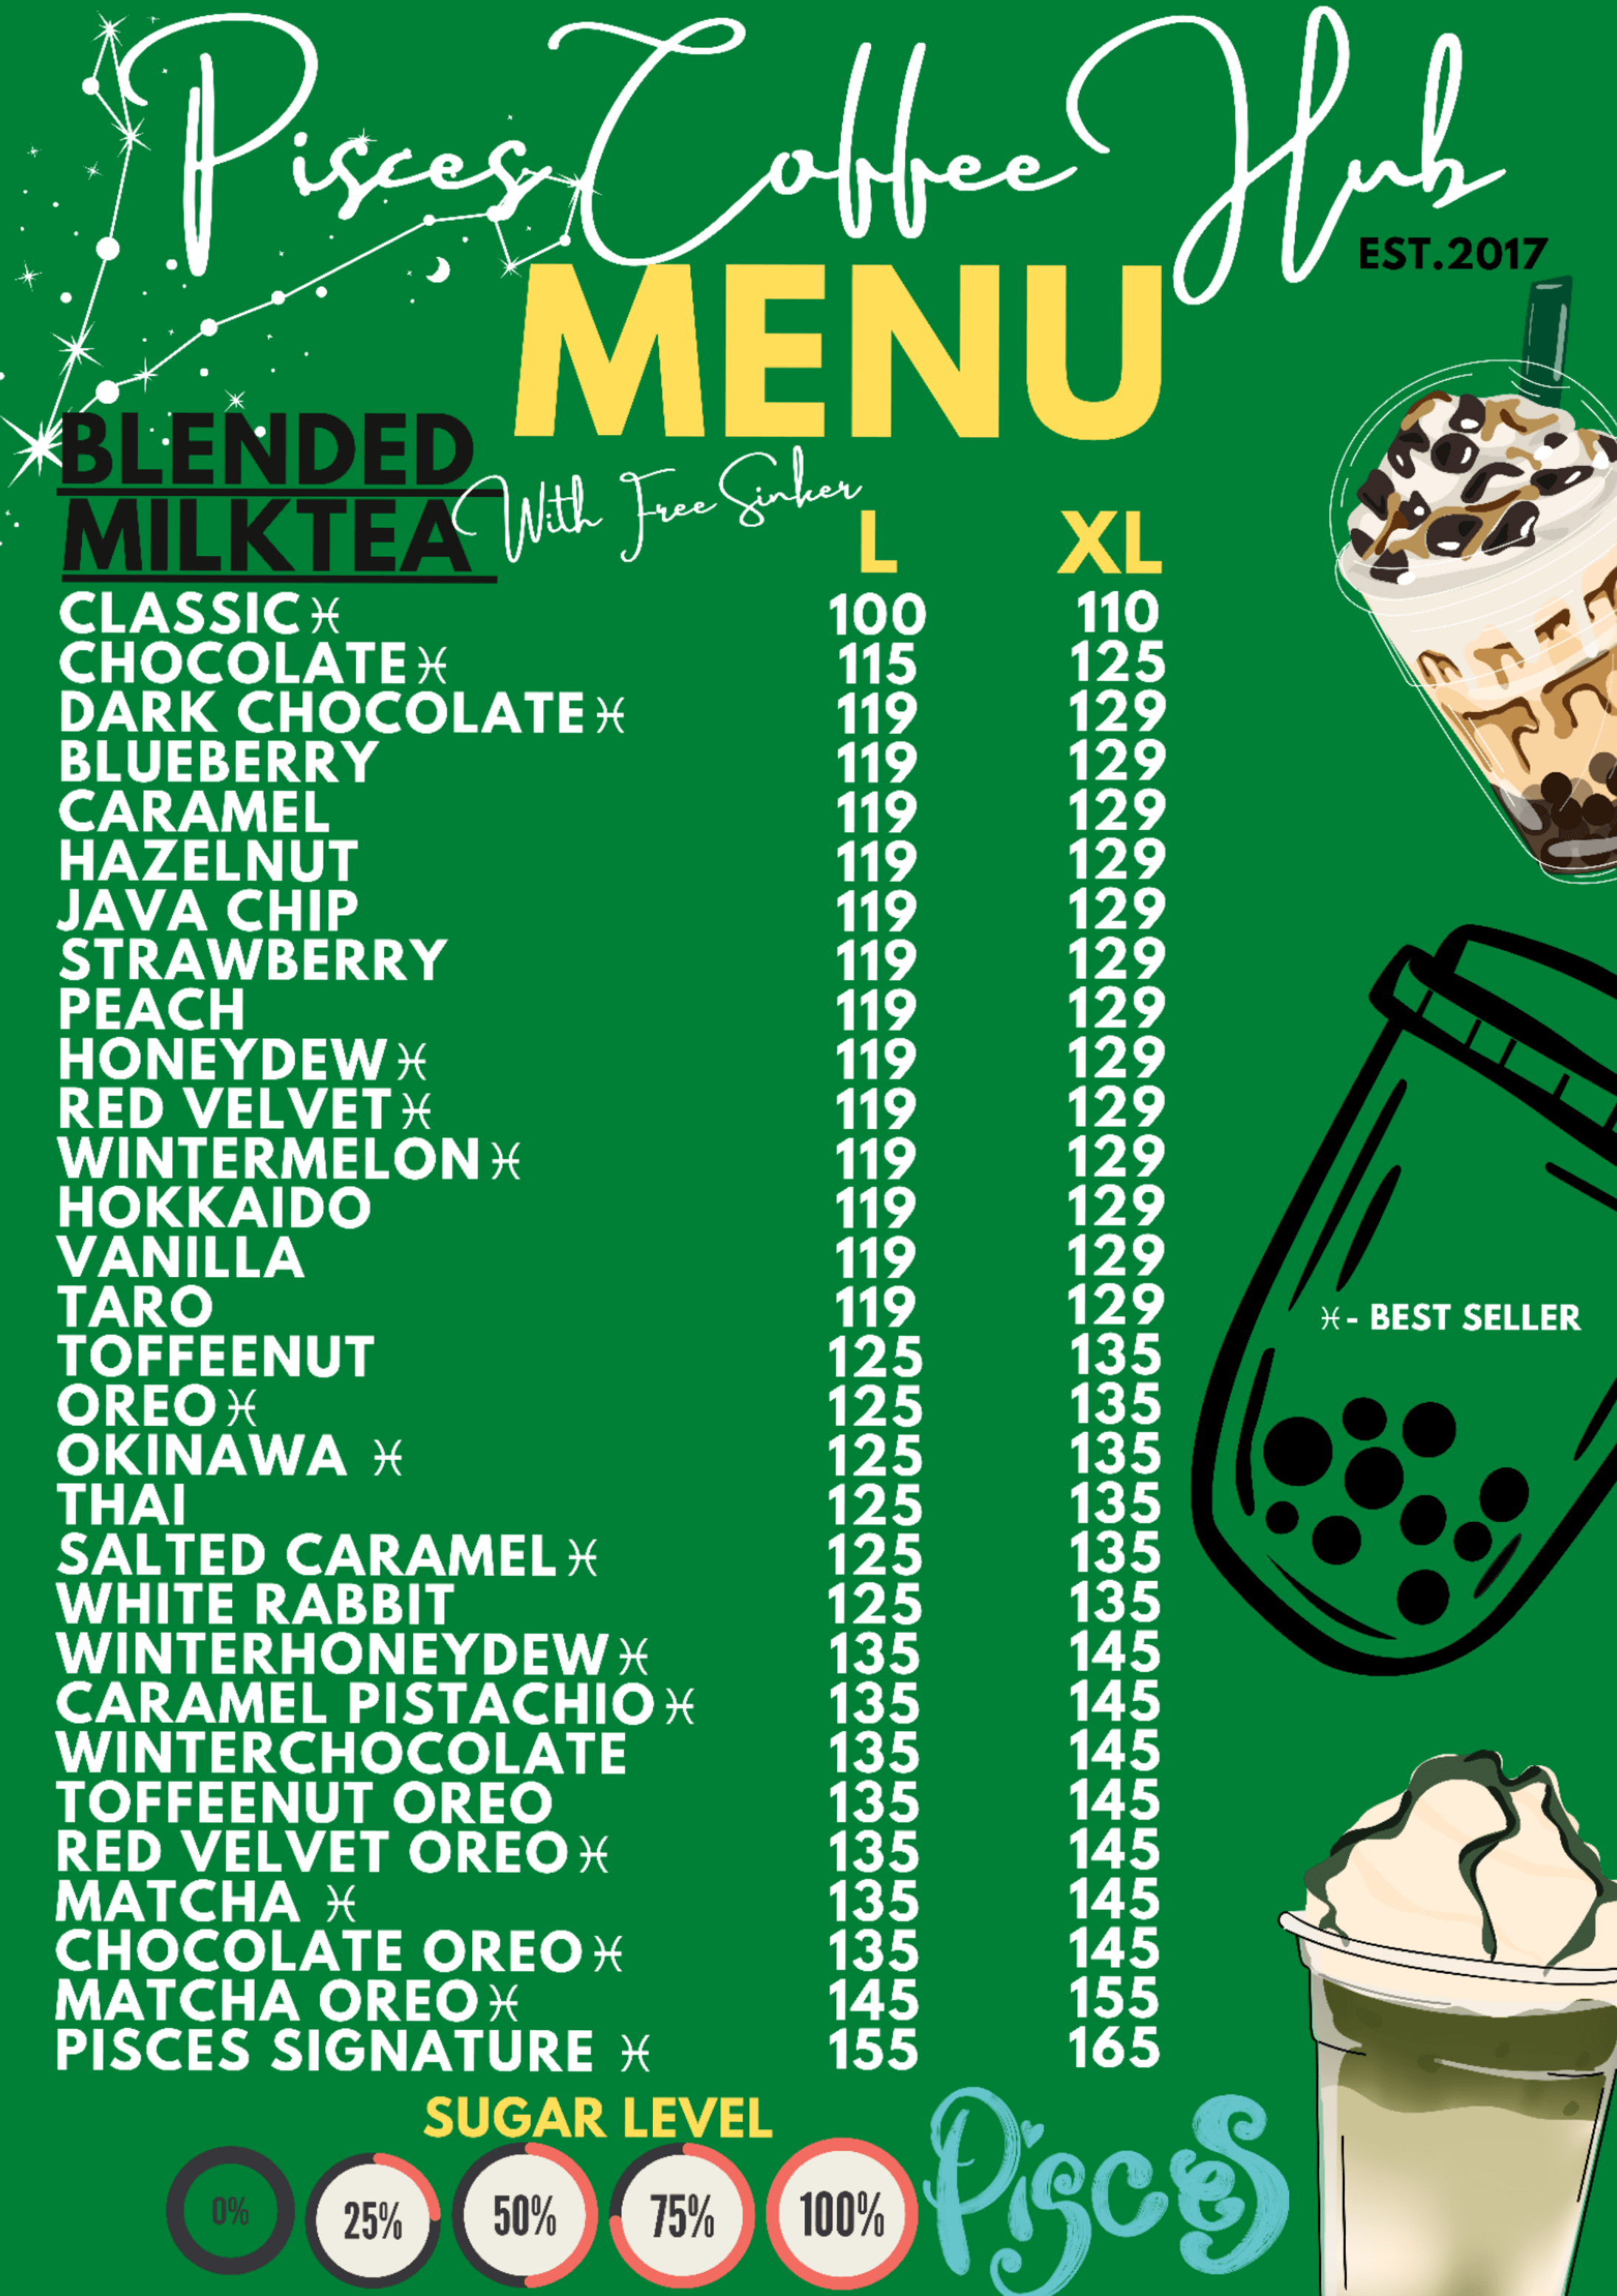 Pisces Coffee Hub
EST.2017
MENU
BLENDED
MILKTEA With Free Sinker
L XL
CLASSIC♓︎ 100 110
CHOCOLATE♓︎ 115 125
DARK CHOCOLATE♓︎ 119 129
BLUEBERRY 119 129
CARAMEL 119 129
HAZELNUT 119 129
JAVA CHIP 119 129
STRAWBERRY 119 129
PEACH 119 129
HONEYDEW♓︎ 119 129
RED VELVET♓︎ 119 129
WINTERMELON♓︎ 119 129
HOKKAIDO 119 129
VANILLA 119 129
TARO 119 129
TOFFEENUT 125 135
OREO♓︎ 125 135
OKINAWA ♓︎ 125 135
THAI 125 135
SALTED CARAMEL♓︎ 125 135
WHITE RABBIT 125 135
WINTERHONEYDEW♓︎ 135 145
CARAMEL PISTACHIO♓︎ 135 145
WINTERCHOCOLATE 135 145
TOFFEENUT OREO 135 145
RED VELVET OREO♓︎ 135 145
MATCHA ♓︎ 135 145
CHOCOLATE OREO♓︎ 135 145
MATCHA OREO♓︎ 145 155
PISCES SIGNATURE ♓︎ 155 165
♓︎- BEST SELLER
SUGAR LEVEL
0% 25% 50% 75% 100%
Pisces